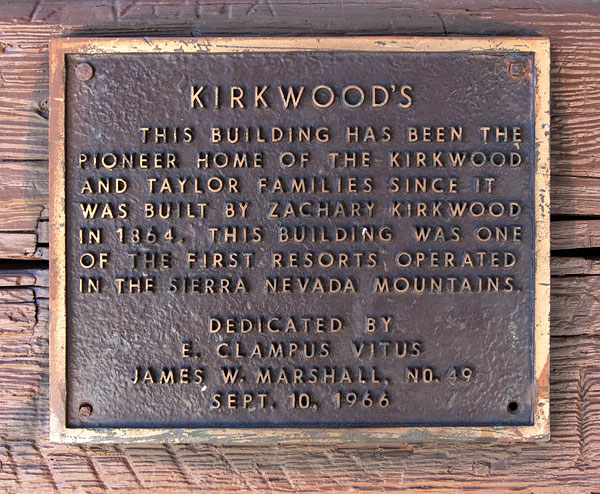 KIRKWOOD'S
THIS BUILDING HAS BEEN THE
PIONEER HOME OF THE KIRKWOOD
AND TAYLOR FAMILIES SINCE IT
WAS BUILT BY ZACHARY KIRKWOOD
IN 1864. THIS BUILDING WAS ONE
OF THE FIRST RESORTS OPERATED
IN THE SIERRA NEVADA MOUNTAINS.
DEDICATED BY
E. CLAMPUS VITUS
JAMES W. MARSHALL, NO. 49
SEPT. 10, 1966